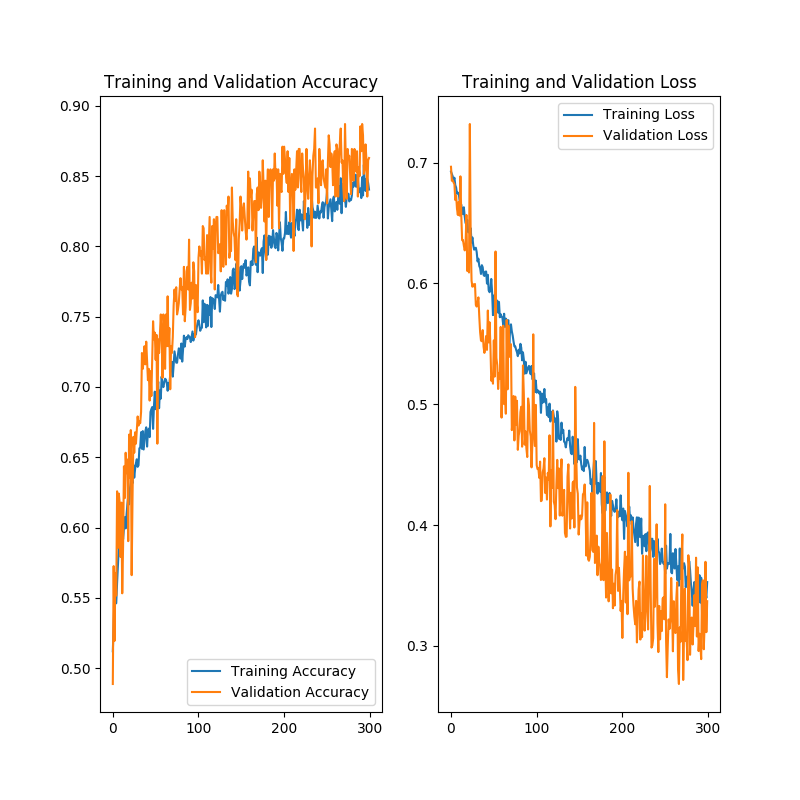 Training and Validation Accuracy
0.90
0.85
0.80
0.75
0.70
0.65
0.60
0.55
0.50
Training Accuracy
Validation Accuracy
0 100 200 300
Training and Validation Loss
Training Loss
Validation Loss
0.7
0.6
0.5
0.4
0.3
0 100 200 300